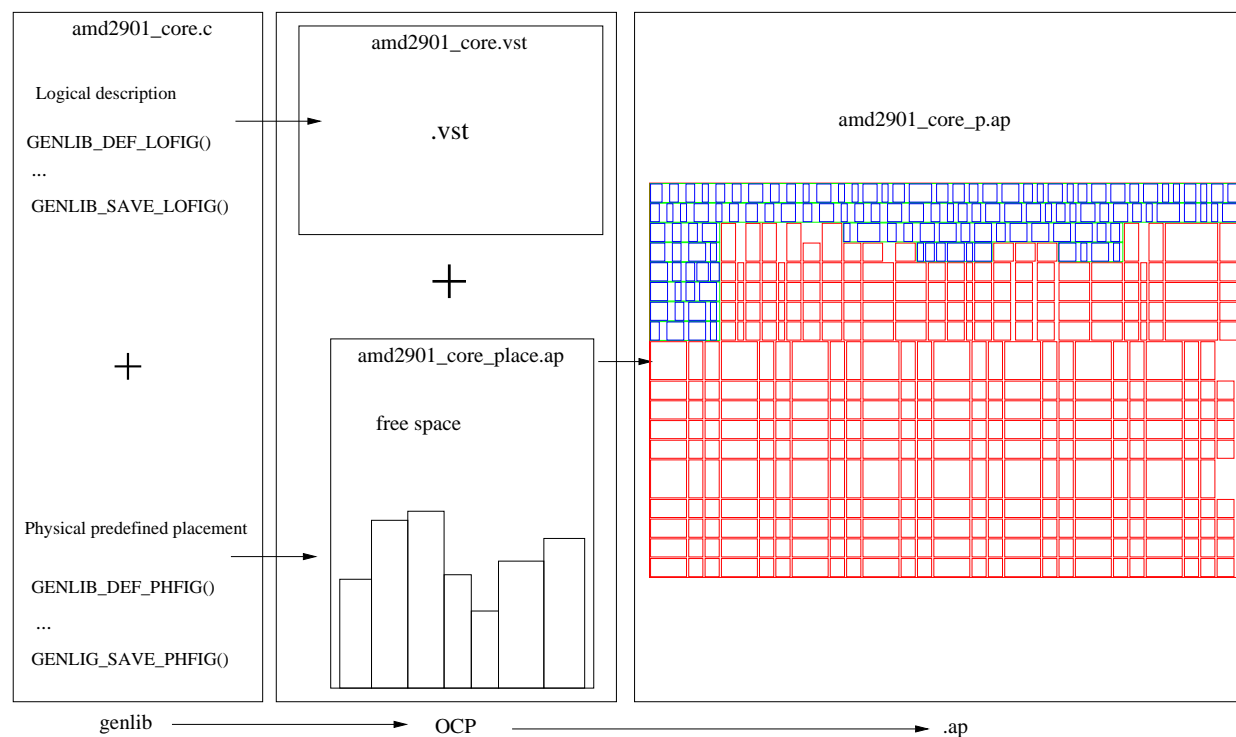 amd2901_core.c
Logical description
GENLIB_DEF_LOFIG()
...
GENLIB_SAVE_LOFIG()
+
Physical predefined placement
GENLIB_DEF_PHFIG()
...
GENLIG_SAVE_PHFIG()
amd2901_core.vst
.vst
+
amd2901_core_place.ap
free space
amd2901_core_p.ap
genlib
OCP
.ap